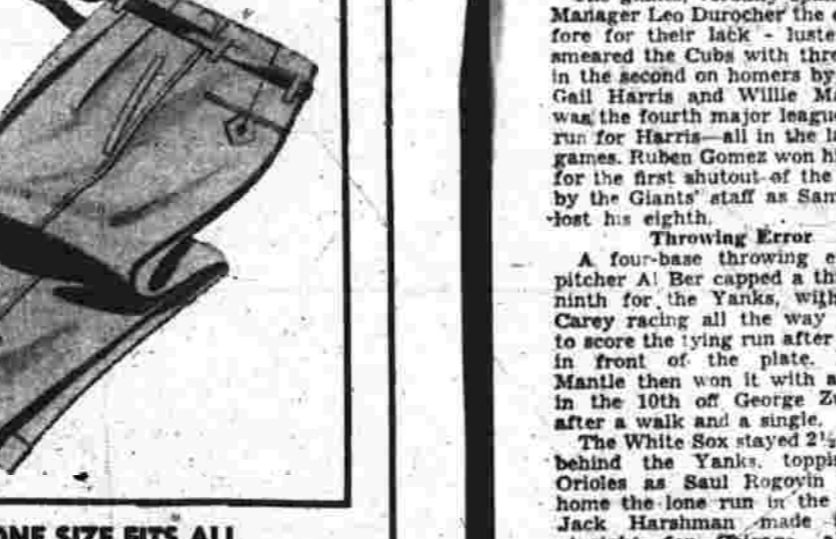 ONE SIZE FITS ALL
Manager Leo Durocher the
fore for their lack - luste
smeared the Cubs with thre
in the second on homers by
Gail Harris and Willie M
was the fourth major league
run for Harris—all in the l
games. Ruben Gomez won h
for the first shutout of the
by the Giants' staff as Sam
lost his eighth.
Throwing Error
A four-base throwing e
pitcher Al Ber capped a th
ninth for the Yanks, with
Carey racing all the way
to score the tying run after
in front of the plate.
Mantle then won it with a
in the 10th off George Zu
after a walk and a single.
The White Sox stayed 2½
behind the Yanks, toppi
Orioles as Saul Rogovin
home the lone run in the
Jack Harshman made